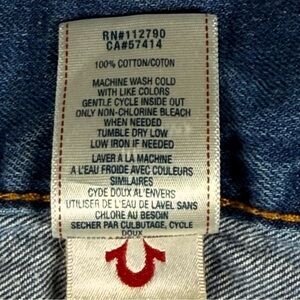 RN#112790
CA#57414
100% COTTON/COTON
MACHINE WASH COLD
WITH LIKE COLORS
GENTLE CYCLE INSIDE OUT
ONLY NON-CHLORINE BLEACH
WHEN NEEDED
TUMBLE DRY LOW
LOW IRON IF NEEDED
LAVER A LA MACHINE
A L'EAU FROIDE AVEC COULEURS
SIMILAIRES
CYDE DOUX AL'ENVERS
UTILISER DE L'EAU DE LAVEL SANS
CHLORE AU BESOIN
SECHER PAR CULBUTAGE, CYCLE
DOUX